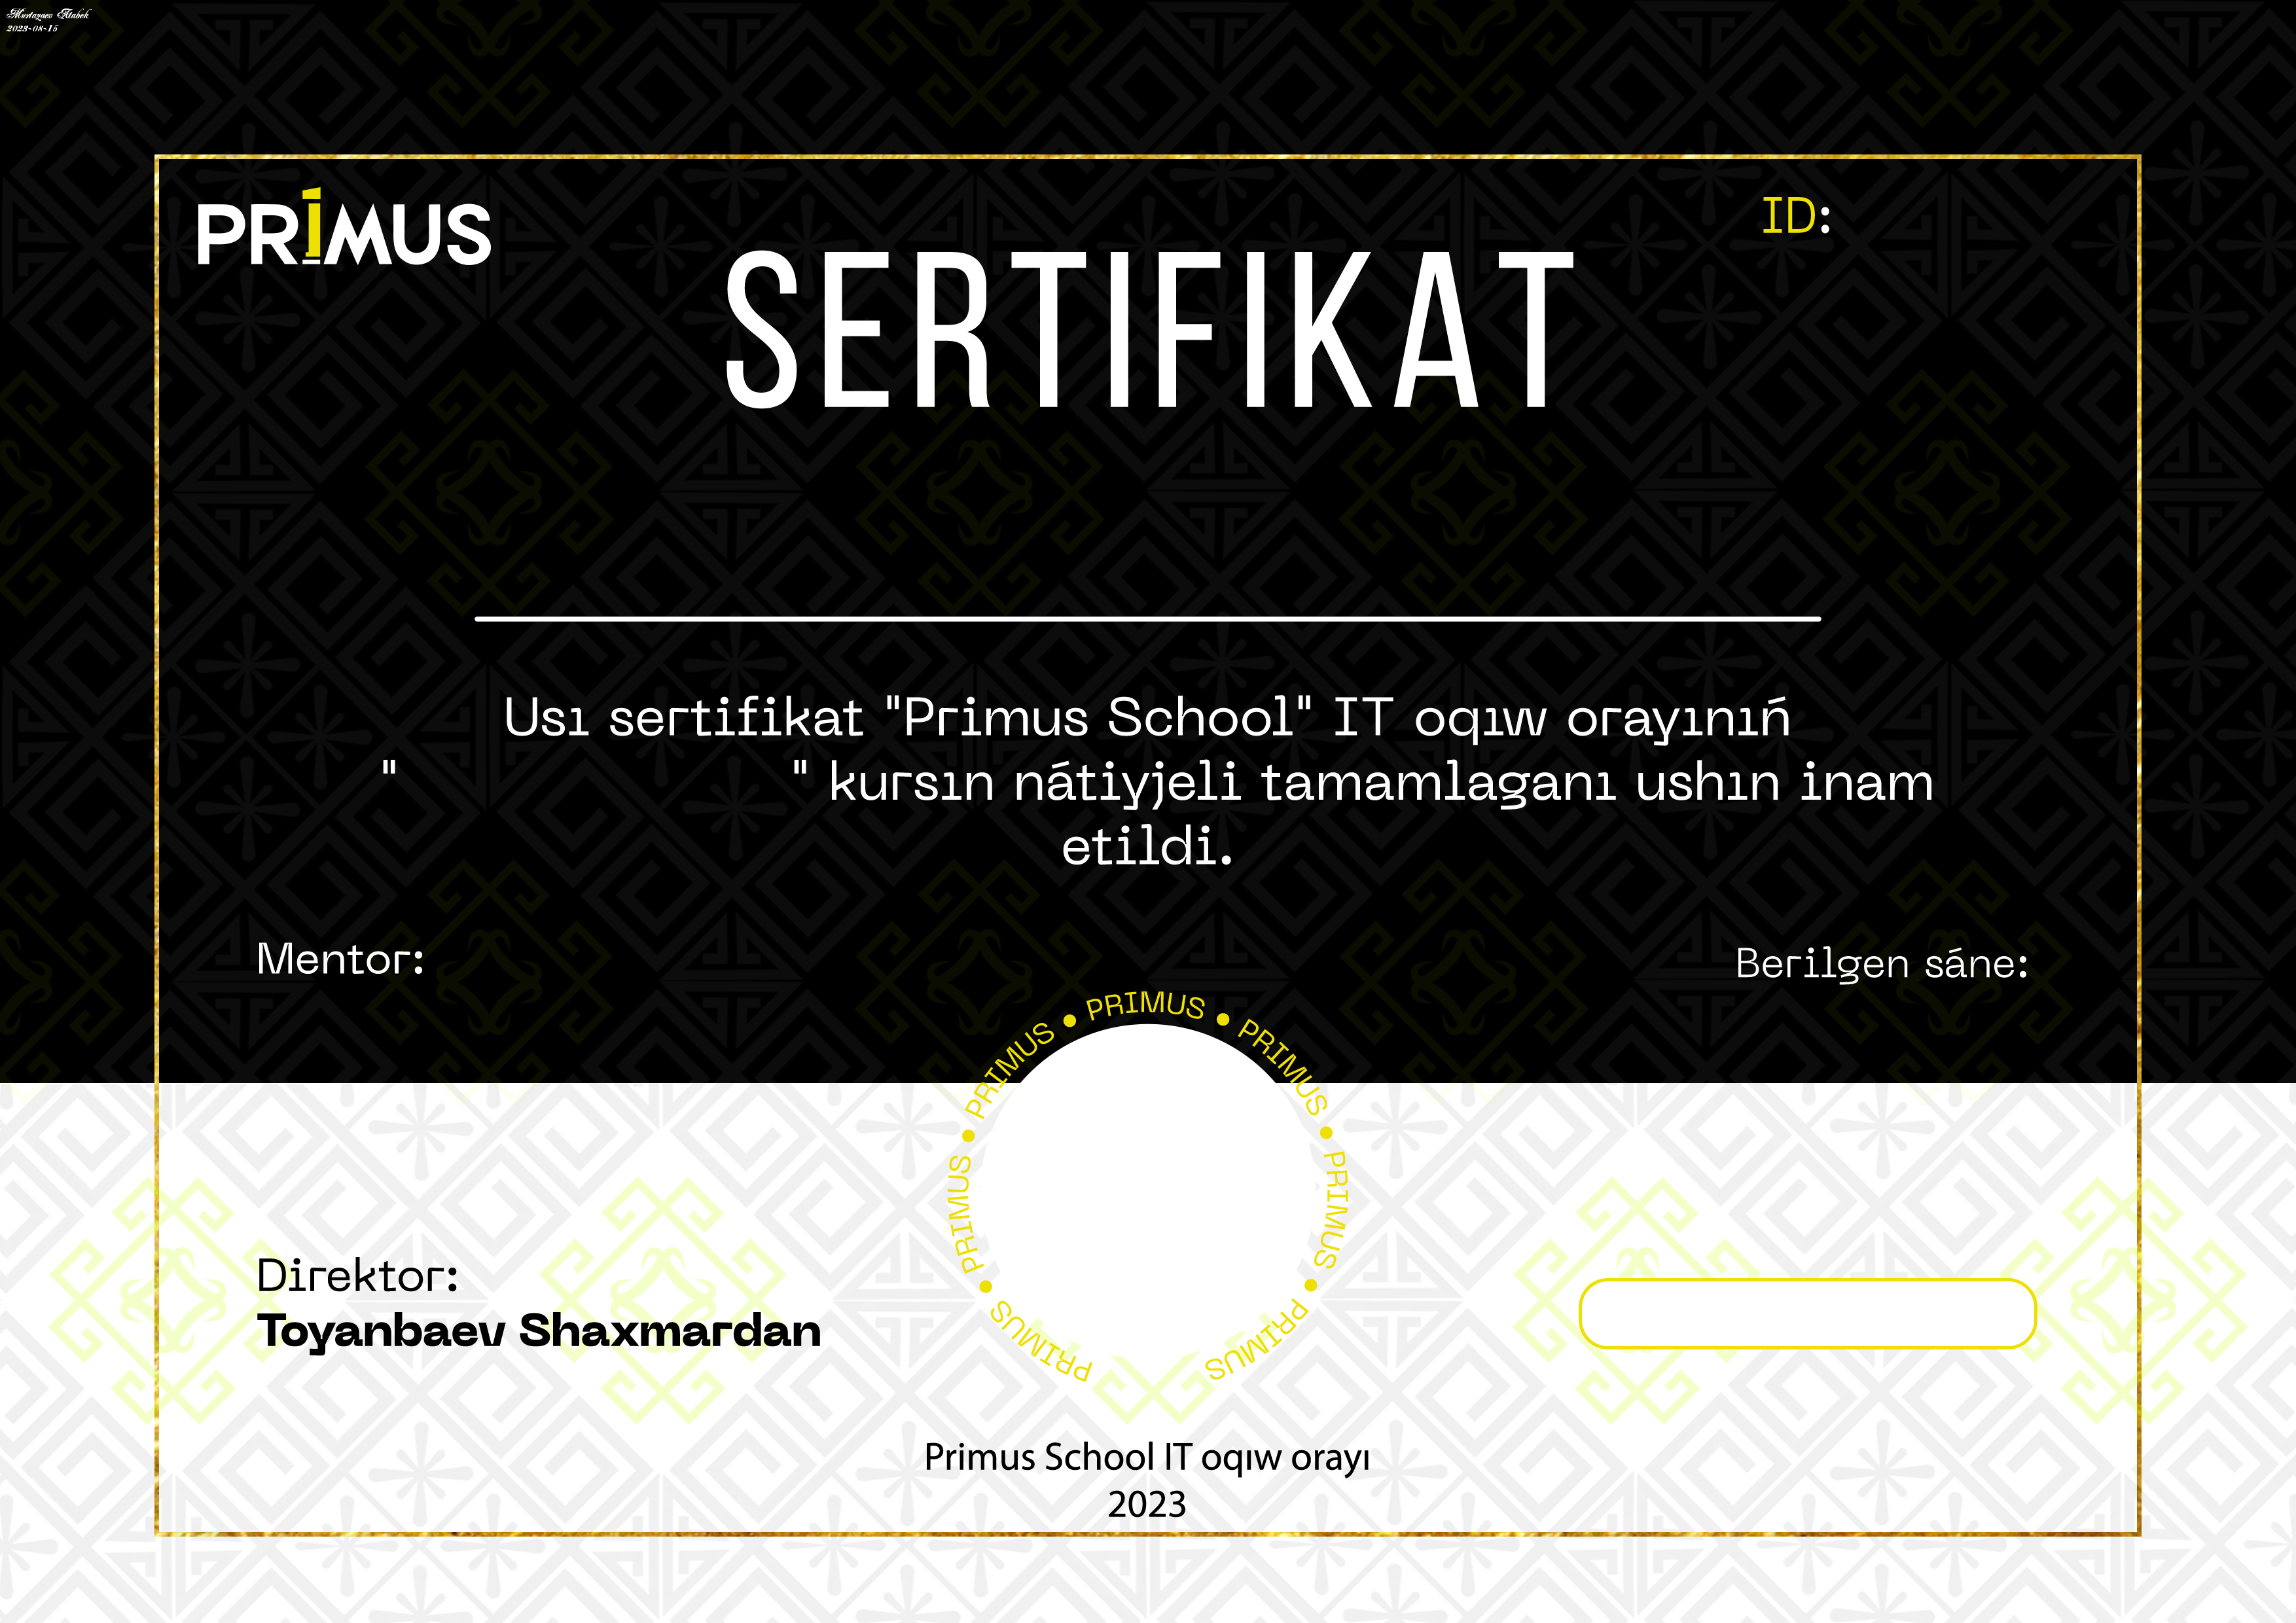 Murtazaev Atabek
2023-08-15
PRIMUS
ID:
SERTIFIKAT
Usı sertifikat "Primus School" IT oqıw orayınıń
" " kursın nátiyjeli tamamlaganı ushın inam
etildi.
Mentor:
Berilgen sáne:
PRIMUS • PRIMUS • PRIMUS • PRIMUS • PRIMUS • PRIMUS • PRIMUS
Direktor:
Toyanbaev Shaxmardan
Primus School IT oqıw orayı
2023